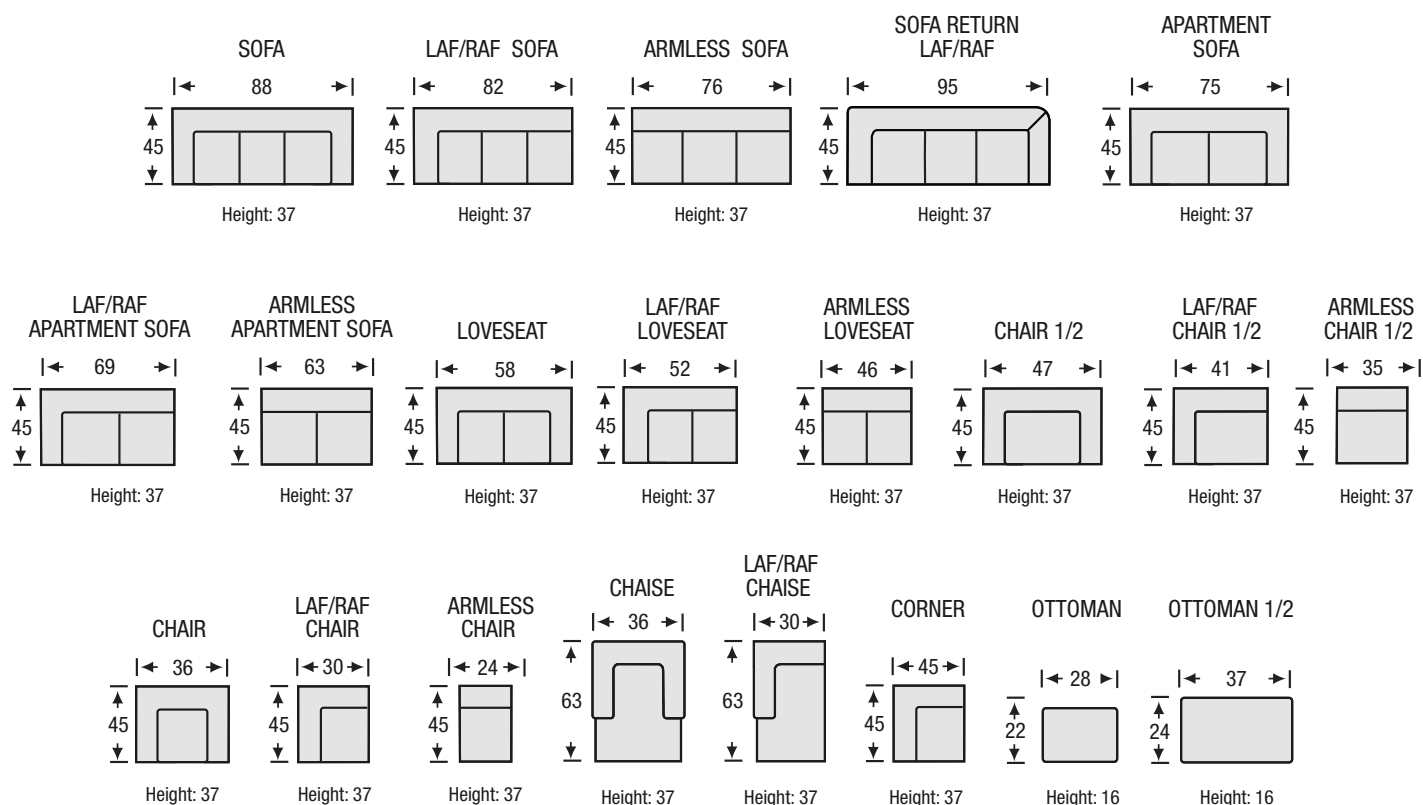 SOFA
88
45
Height: 37
LAF/RAF SOFA
82
45
Height: 37
ARMLESS SOFA
76
45
Height: 37
SOFA RETURN
LAF/RAF
95
45
Height: 37
APARTMENT
SOFA
75
45
Height: 37
LAF/RAF
APARTMENT SOFA
69
45
Height: 37
ARMLESS
APARTMENT SOFA
63
45
Height: 37
LOVESEAT
58
45
Height: 37
LAF/RAF
LOVESEAT
52
45
Height: 37
ARMLESS
LOVESEAT
46
45
Height: 37
CHAIR 1/2
47
45
Height: 37
LAF/RAF
CHAIR 1/2
41
45
Height: 37
ARMLESS
CHAIR 1/2
35
45
Height: 37
CHAIR
36
45
Height: 37
LAF/RAF
CHAIR
30
45
Height: 37
ARMLESS
CHAIR
24
45
Height: 37
CHAISE
36
63
Height: 37
LAF/RAF
CHAISE
30
63
Height: 37
CORNER
45
45
Height: 37
OTTOMAN
28
22
Height: 16
OTTOMAN 1/2
37
24
Height: 16